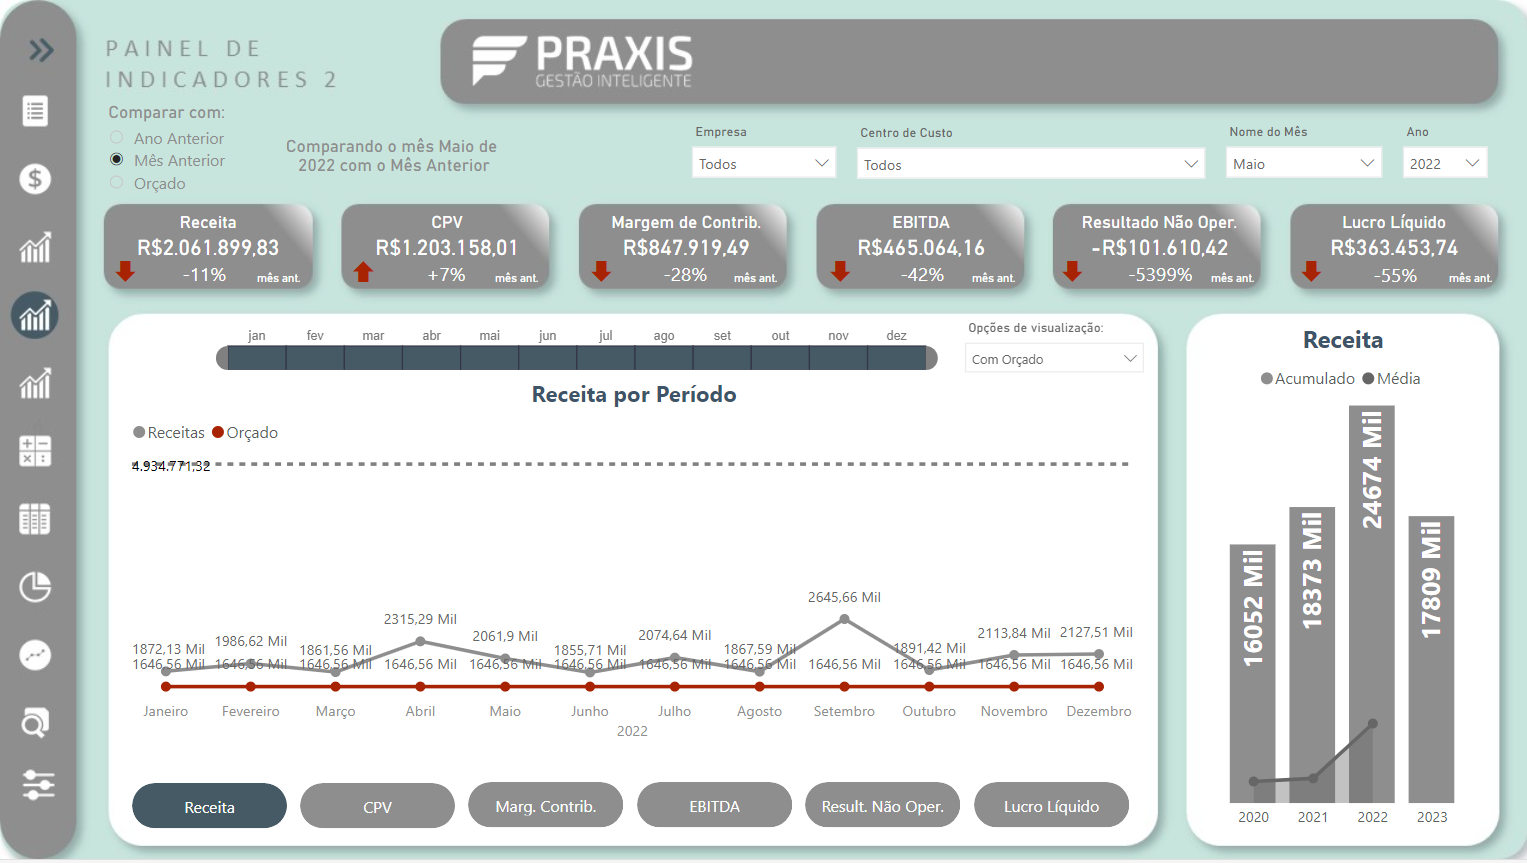 PAINEL DE
INDICADORES 2
PRAXIS
GESTÃO INTELIGENTE
Comparar com:
Ano Anterior
Mês Anterior
Orçado
Comparando o mês Maio de
2022 com o Mês Anterior
Empresa
Todos
Centro de Custo
Todos
Nome do Mês
Maio
Ano
2022
Receita
R$2.061.899,83
-11% mês ant.
CPV
R$1.203.158,01
+7% mês ant.
Margem de Contrib.
R$847.919,49
-28% mês ant.
EBITDA
R$465.064,16
-42% mês ant.
Resultado Não Oper.
-R$101.610,42
-5399% mês ant.
Lucro Líquido
R$363.453,74
-55% mês ant.
jan fev mar abr mai jun jul ago set out nov dez
Opções de visualização:
Com Orçado
Receita por Período
Receitas Orçado
4.934.771,32
1872,13 Mil 1986,62 Mil 1861,56 Mil 2315,29 Mil 2061,9 Mil 1855,71 Mil 2074,64 Mil 1867,59 Mil 2645,66 Mil 1891,42 Mil 2113,84 Mil 2127,51 Mil
1646,56 Mil 1646,56 Mil 1646,56 Mil 1646,56 Mil 1646,56 Mil 1646,56 Mil 1646,56 Mil 1646,56 Mil 1646,56 Mil 1646,56 Mil 1646,56 Mil 1646,56 Mil
Janeiro Fevereiro Março Abril Maio Junho Julho Agosto Setembro Outubro Novembro Dezembro
2022
Receita CPV Marg. Contrib. EBITDA Result. Não Oper. Lucro Líquido
Receita
Acumulado Média
16052 Mil
18373 Mil
24674 Mil
17809 Mil
2020 2021 2022 2023